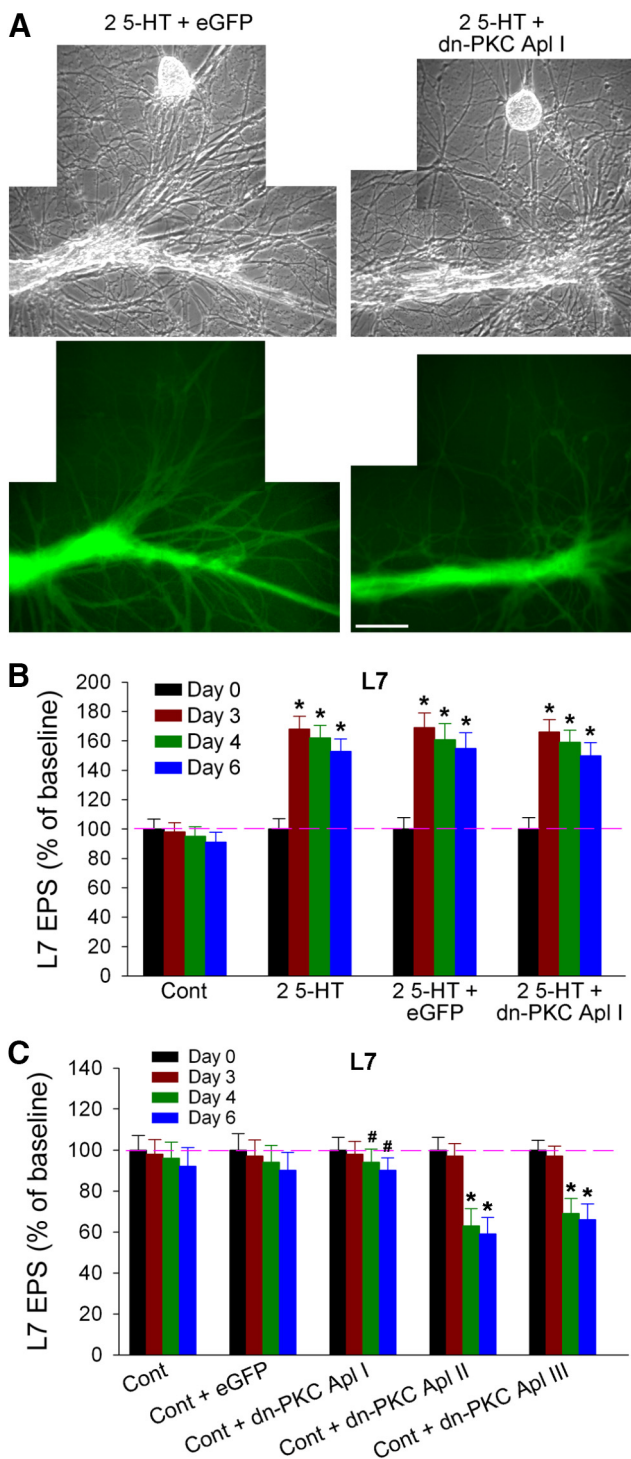 A
2 5-HT + eGFP
2 5-HT +
dn-PKC Apl I
B
L7
Day 0
Day 3
Day 4
Day 6
L7 EPS (% of baseline)
200
180
160
140
120
100
80
60
40
20
0
* * *
* * *
* * *
Cont
2 5-HT
2 5-HT +
eGFP
2 5-HT +
dn-PKC Apl I
C
L7
Day 0
Day 3
Day 4
Day 6
L7 EPS (% of baseline)
140
120
100
80
60
40
20
0
# #
* *
* *
Cont
Cont + eGFP
Cont + dn-PKC Apl I
Cont + dn-PKC Apl II
Cont + dn-PKC Apl III